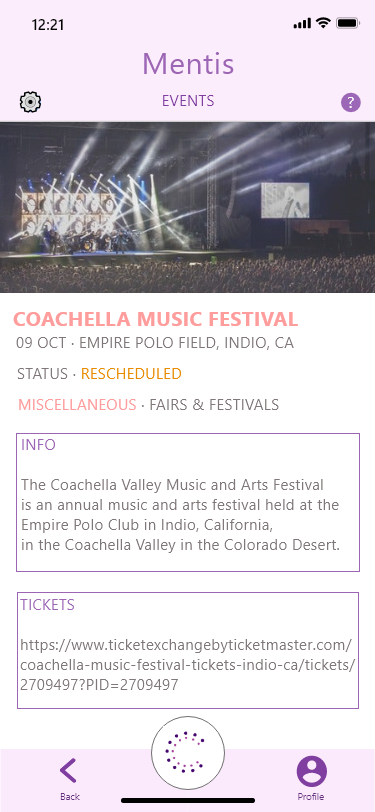 12:21
Mentis
EVENTS
?
COACHELLA MUSIC FESTIVAL
09 OCT · EMPIRE POLO FIELD, INDIO, CA
STATUS · RESCHEDULED
MISCELLANEOUS · FAIRS & FESTIVALS
INFO
The Coachella Valley Music and Arts Festival
is an annual music and arts festival held at the
Empire Polo Club in Indio, California,
in the Coachella Valley in the Colorado Desert.
TICKETS
https://www.ticketexchangebyticketmaster.com/
coachella-music-festival-tickets-indio-ca/tickets/
2709497?PID=2709497
Back
Profile